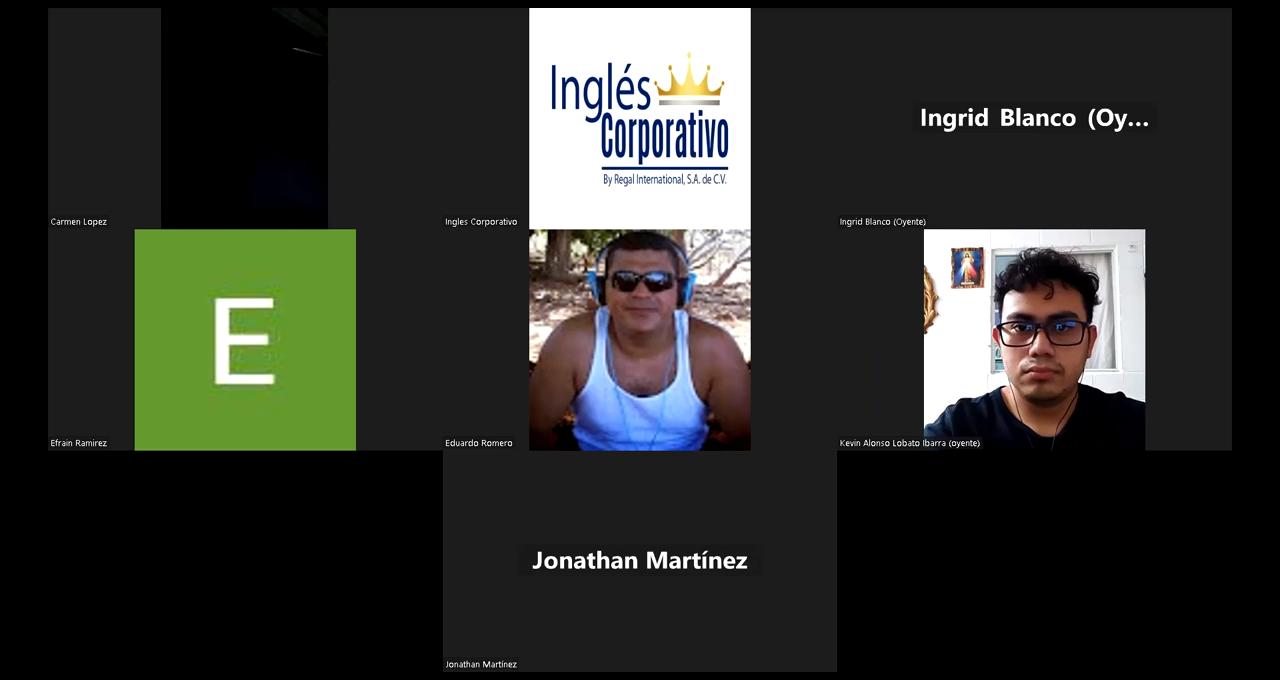 Inglés
Corporativo
By Regal International, S.A. de C.V.
Ingrid Blanco (Oy...
Carmen Lopez
Ingles Corporativo
Ingrid Blanco (Oyente)
E
Efrain Ramirez
Eduardo Romero
Kevin Alonso Lobato Ibarra (oyente)
Jonathan Martínez
Jonathan Martínez